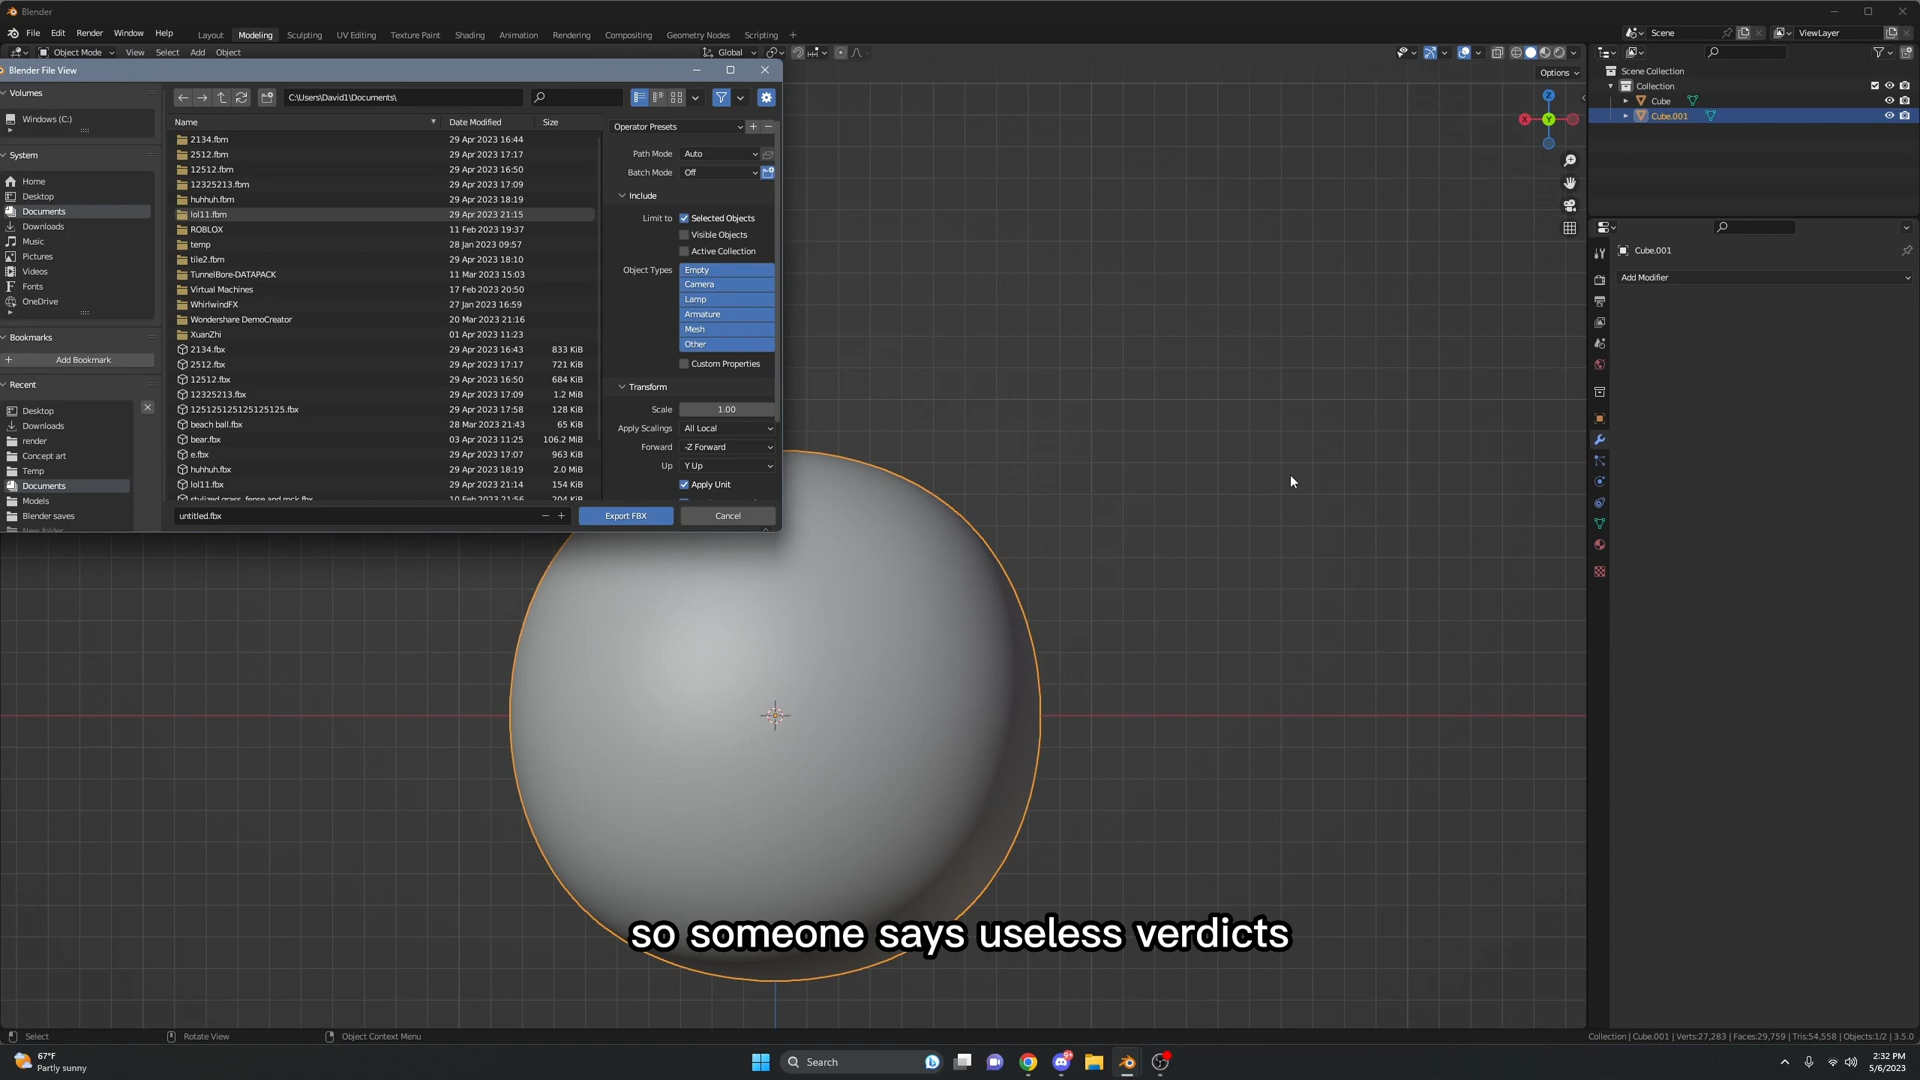 Blender
File Edit Render Window Help Layout Modeling Sculpting UV Editing Texture Paint Shading Animation Rendering Compositing Geometry Nodes Scripting + Scene ViewLayer
Object Mode View Select Add Object Global
Options
Blender File View
Volumes
Windows (C:)
System
Home
Desktop
Documents
Downloads
Music
Pictures
Videos
Fonts
OneDrive
Bookmarks
Add Bookmark
Recent
Desktop
Downloads
render
Concept art
Temp
Documents
Models
Blender saves
New folder
C:\Users\David1\Documents\
Name Date Modified Size
2134.fbm 29 Apr 2023 16:44
2512.fbm 29 Apr 2023 17:17
12512.fbm 29 Apr 2023 16:50
12325213.fbm 29 Apr 2023 17:09
huhhuh.fbm 29 Apr 2023 18:19
lol11.fbm 29 Apr 2023 21:15
ROBLOX 11 Feb 2023 19:37
temp 28 Jan 2023 09:57
tile2.fbm 29 Apr 2023 18:10
TunnelBore-DATAPACK 11 Mar 2023 15:03
Virtual Machines 17 Feb 2023 20:50
WhirlwindFX 27 Jan 2023 16:59
Wondershare DemoCreator 20 Mar 2023 21:16
XuanZhi 01 Apr 2023 11:23
2134.fbx 29 Apr 2023 16:43 833 KiB
2512.fbx 29 Apr 2023 17:17 721 KiB
12512.fbx 29 Apr 2023 16:50 684 KiB
12325213.fbx 29 Apr 2023 17:09 1.2 MiB
125125125125125125.fbx 29 Apr 2023 17:58 128 KiB
beach ball.fbx 28 Mar 2023 21:43 65 KiB
bear.fbx 03 Apr 2023 11:25 106.2 MiB
e.fbx 29 Apr 2023 17:07 963 KiB
huhhuh.fbx 29 Apr 2023 18:19 2.0 MiB
lol11.fbx 29 Apr 2023 21:14 154 KiB
stylized grass, fense and rock.fbx 10 Feb 2023 21:56 204 KiB
untitled.fbx
Operator Presets
Path Mode Auto
Batch Mode Off
Include
Limit to Selected Objects
Visible Objects
Active Collection
Object Types Empty
Camera
Lamp
Armature
Mesh
Other
Custom Properties
Transform
Scale 1.00
Apply Scalings All Local
Forward -Z Forward
Up Y Up
Apply Unit
Export FBX Cancel
Z
X
Y
Scene Collection
Collection
Cube
Cube.001
Cube.001
Add Modifier
so someone says useless verdicts
Select Rotate View Object Context Menu Collection | Cube.001 | Verts:27,283 | Faces:29,759 | Tris:54,558 | Objects:1/2 | 3.5.0
67°F
Partly sunny
Search
9+
2:32 PM
5/6/2023